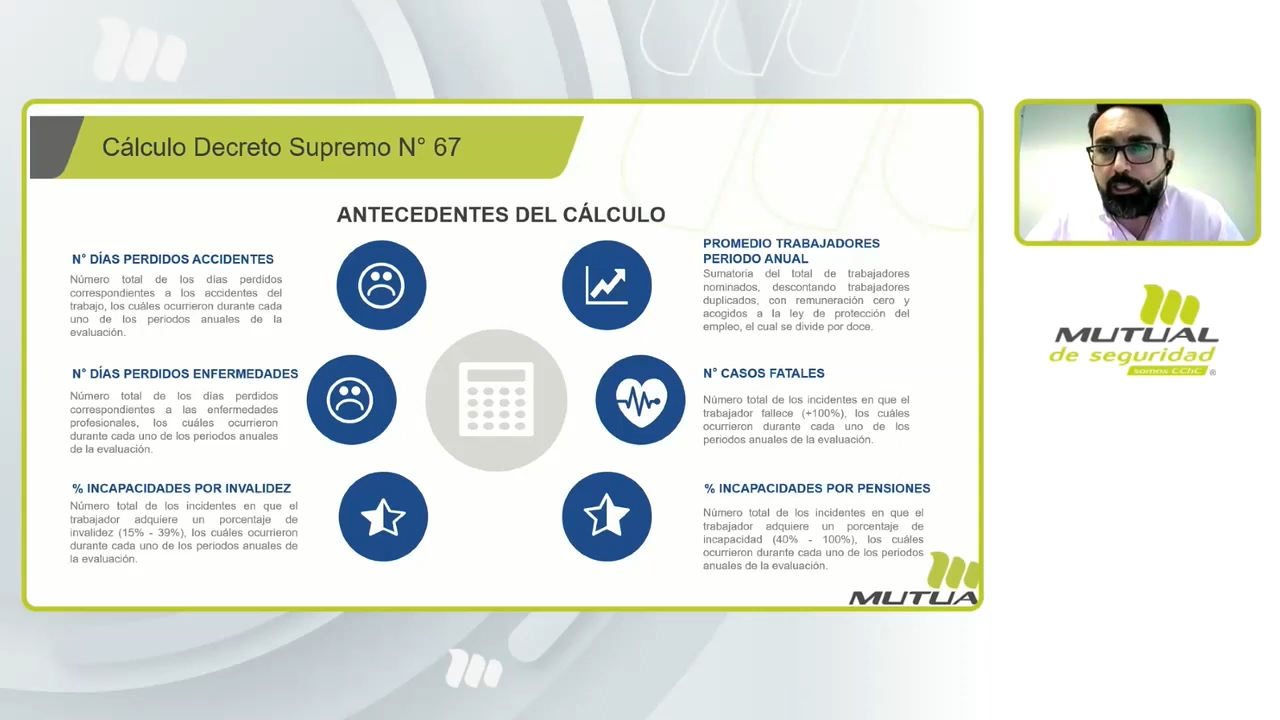 Cálculo Decreto Supremo N° 67
ANTECEDENTES DEL CÁLCULO
N° DÍAS PERDIDOS ACCIDENTES
Número total de los días perdidos
correspondientes a los accidentes del
trabajo, los cuáles ocurrieron durante cada
uno de los periodos anuales de la
evaluación.
N° DÍAS PERDIDOS ENFERMEDADES
Número total de los días perdidos
correspondientes a las enfermedades
profesionales, los cuáles ocurrieron
durante cada uno de los periodos anuales
de la evaluación.
% INCAPACIDADES POR INVALIDEZ
Número total de los incidentes en que el
trabajador adquiere un porcentaje de
invalidez (15% - 39%), los cuáles ocurrieron
durante cada uno de los periodos anuales de
la evaluación.
PROMEDIO TRABAJADORES
PERIODO ANUAL
Sumatoria del total de trabajadores
nominados, descontando trabajadores
duplicados, con remuneración cero y
acogidos a la ley de protección del
empleo, el cual se divide por doce.
N° CASOS FATALES
Número total de los incidentes en que el
trabajador fallece (+100%), los cuáles
ocurrieron durante cada uno de los
periodos anuales de la evaluación.
% INCAPACIDADES POR PENSIONES
Número total de los incidentes en que el
trabajador adquiere un porcentaje de
incapacidad (40% - 100%), los cuáles
ocurrieron durante cada uno de los periodos
anuales de la evaluación.
MUTUA
MUTUAL
de seguridad
somos CChC
®